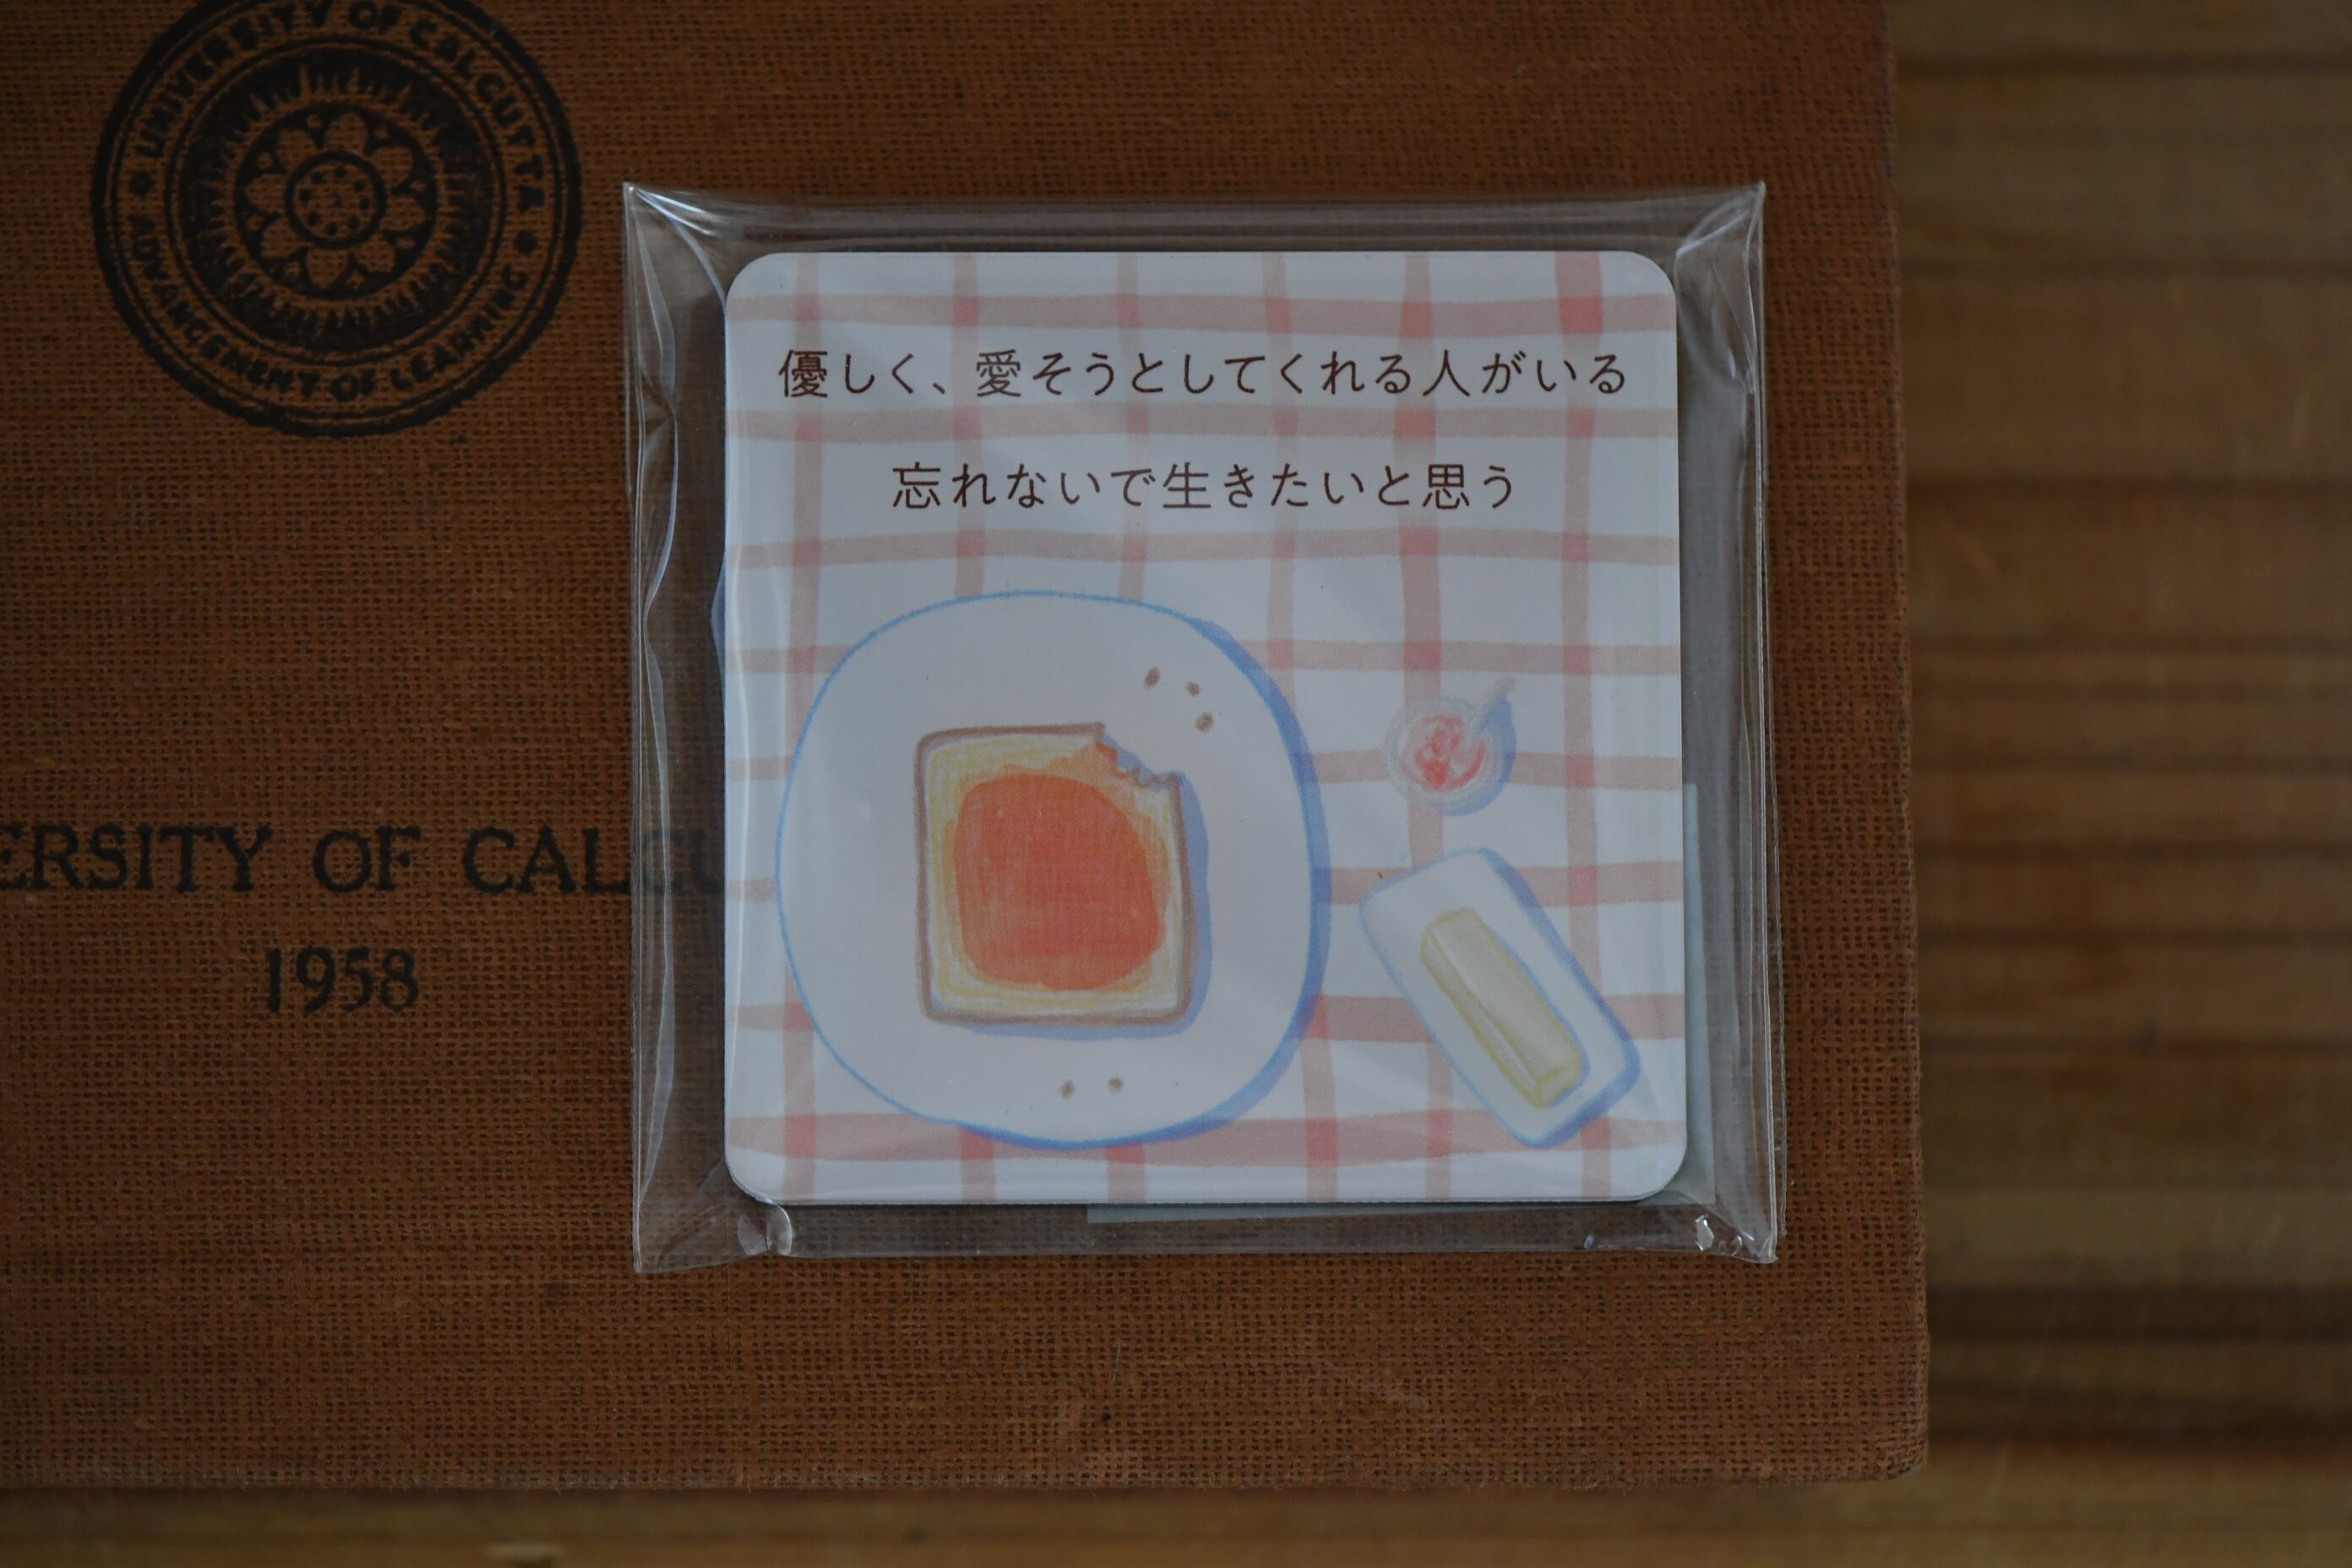 UNIVERSITY OF CALCUTTA
ADVANCEMENT OF LEARNING
優しく、愛そうとしてくれる人がいる
忘れないで生きたいと思う
ERSITY OF CALCU
1958